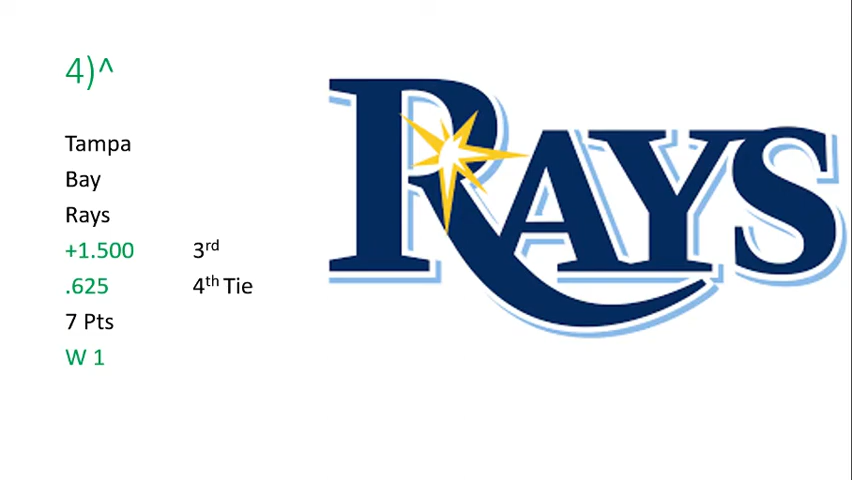 4)^
Tampa
Bay
Rays
+1.500 3rd
.625 4th Tie
7 Pts
W 1
RAYS